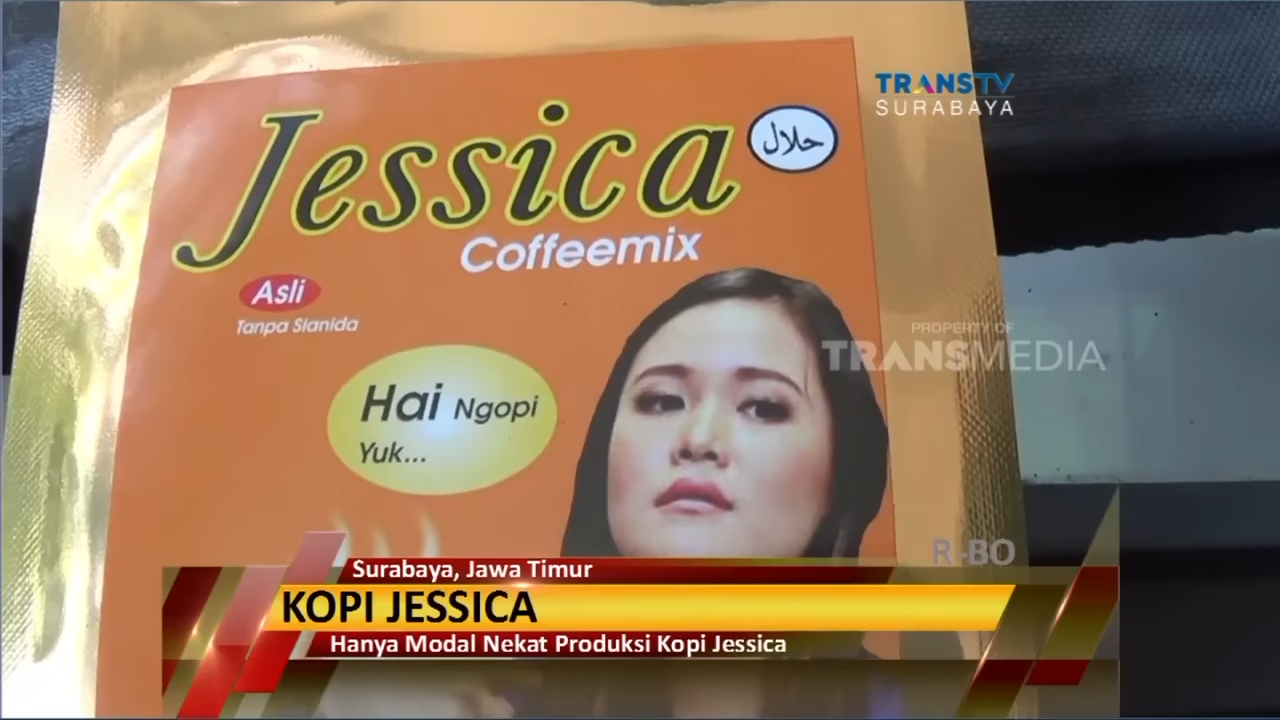 TRANSTV
SURABAYA
Jessica
حلال
Coffeemix
Asli
Tanpa Sianida
Hai Ngopi
Yuk...
PROPERTY OF
TRANSMEDIA
Surabaya, Jawa Timur
KOPI JESSICA
Hanya Modal Nekat Produksi Kopi Jessica